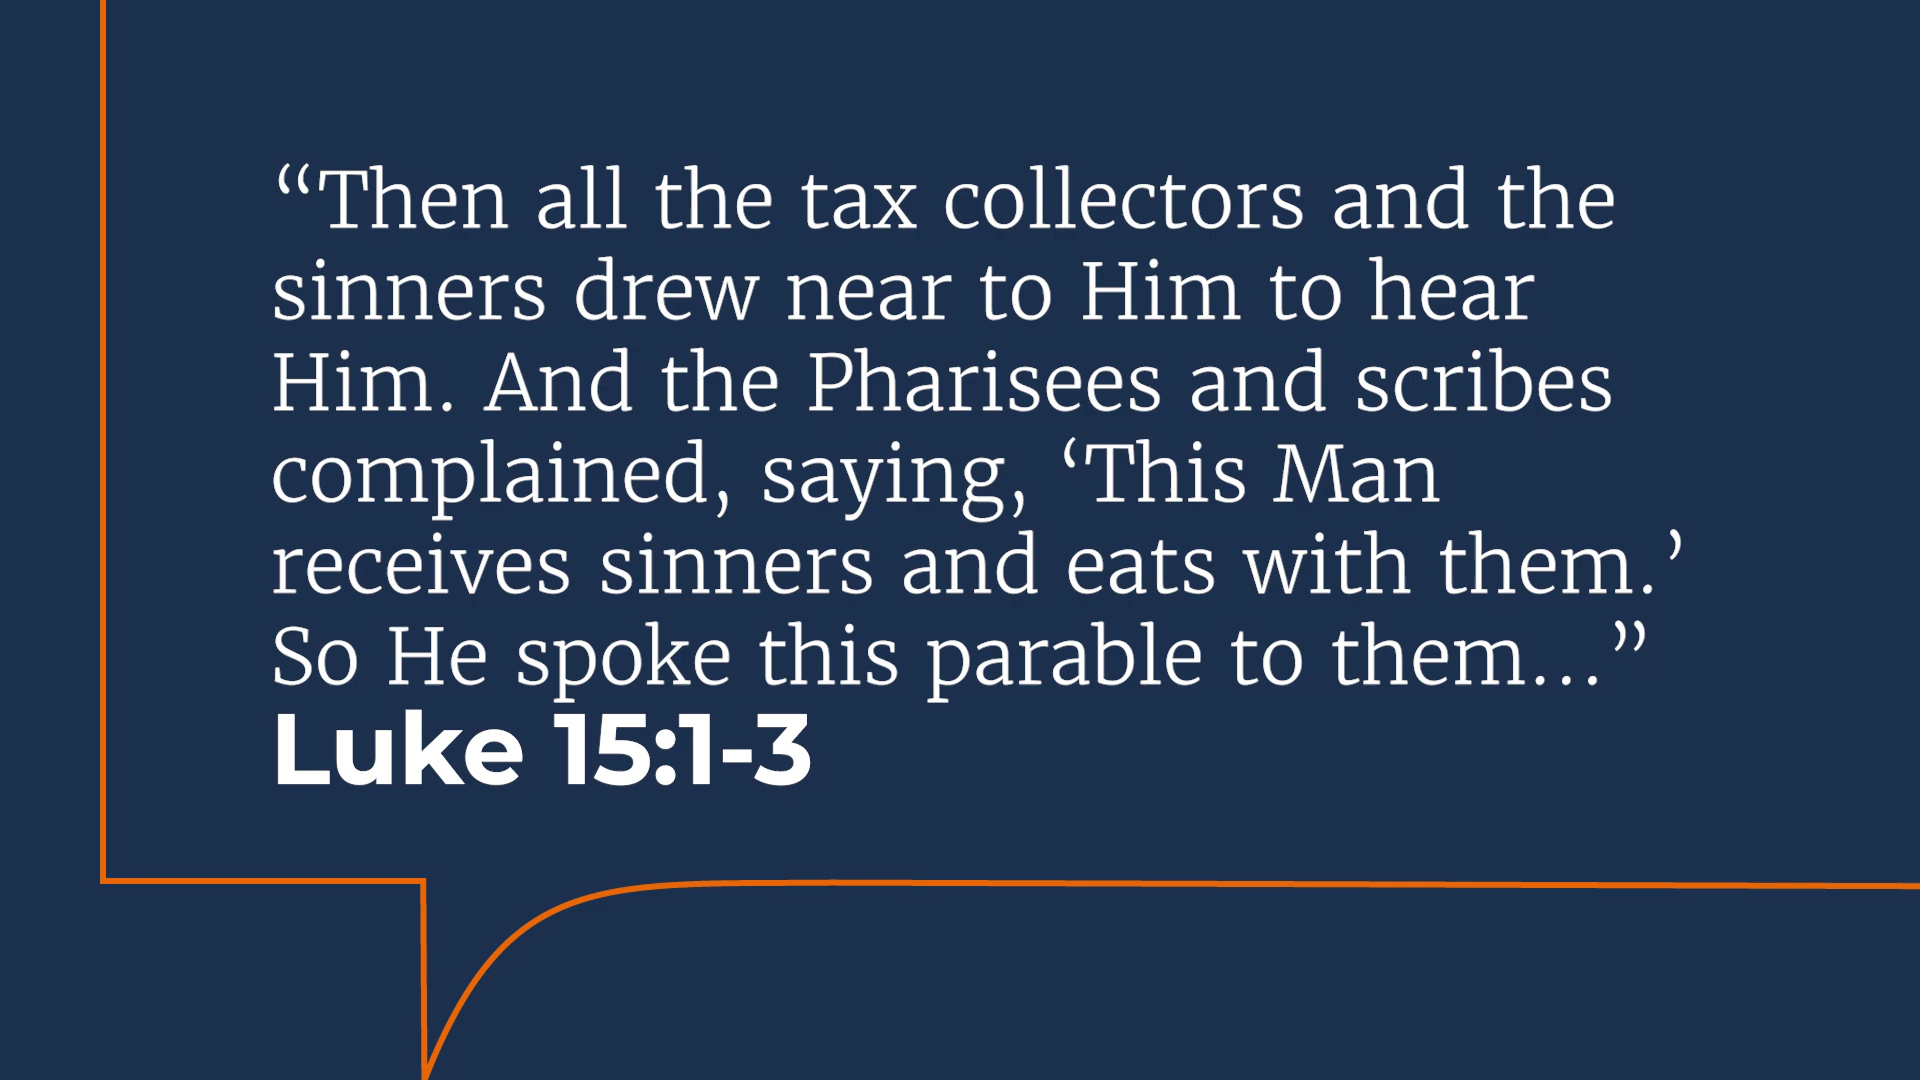 “Then all the tax collectors and the
sinners drew near to Him to hear
Him. And the Pharisees and scribes
complained, saying, ‘This Man
receives sinners and eats with them.’
So He spoke this parable to them...”
Luke 15:1-3